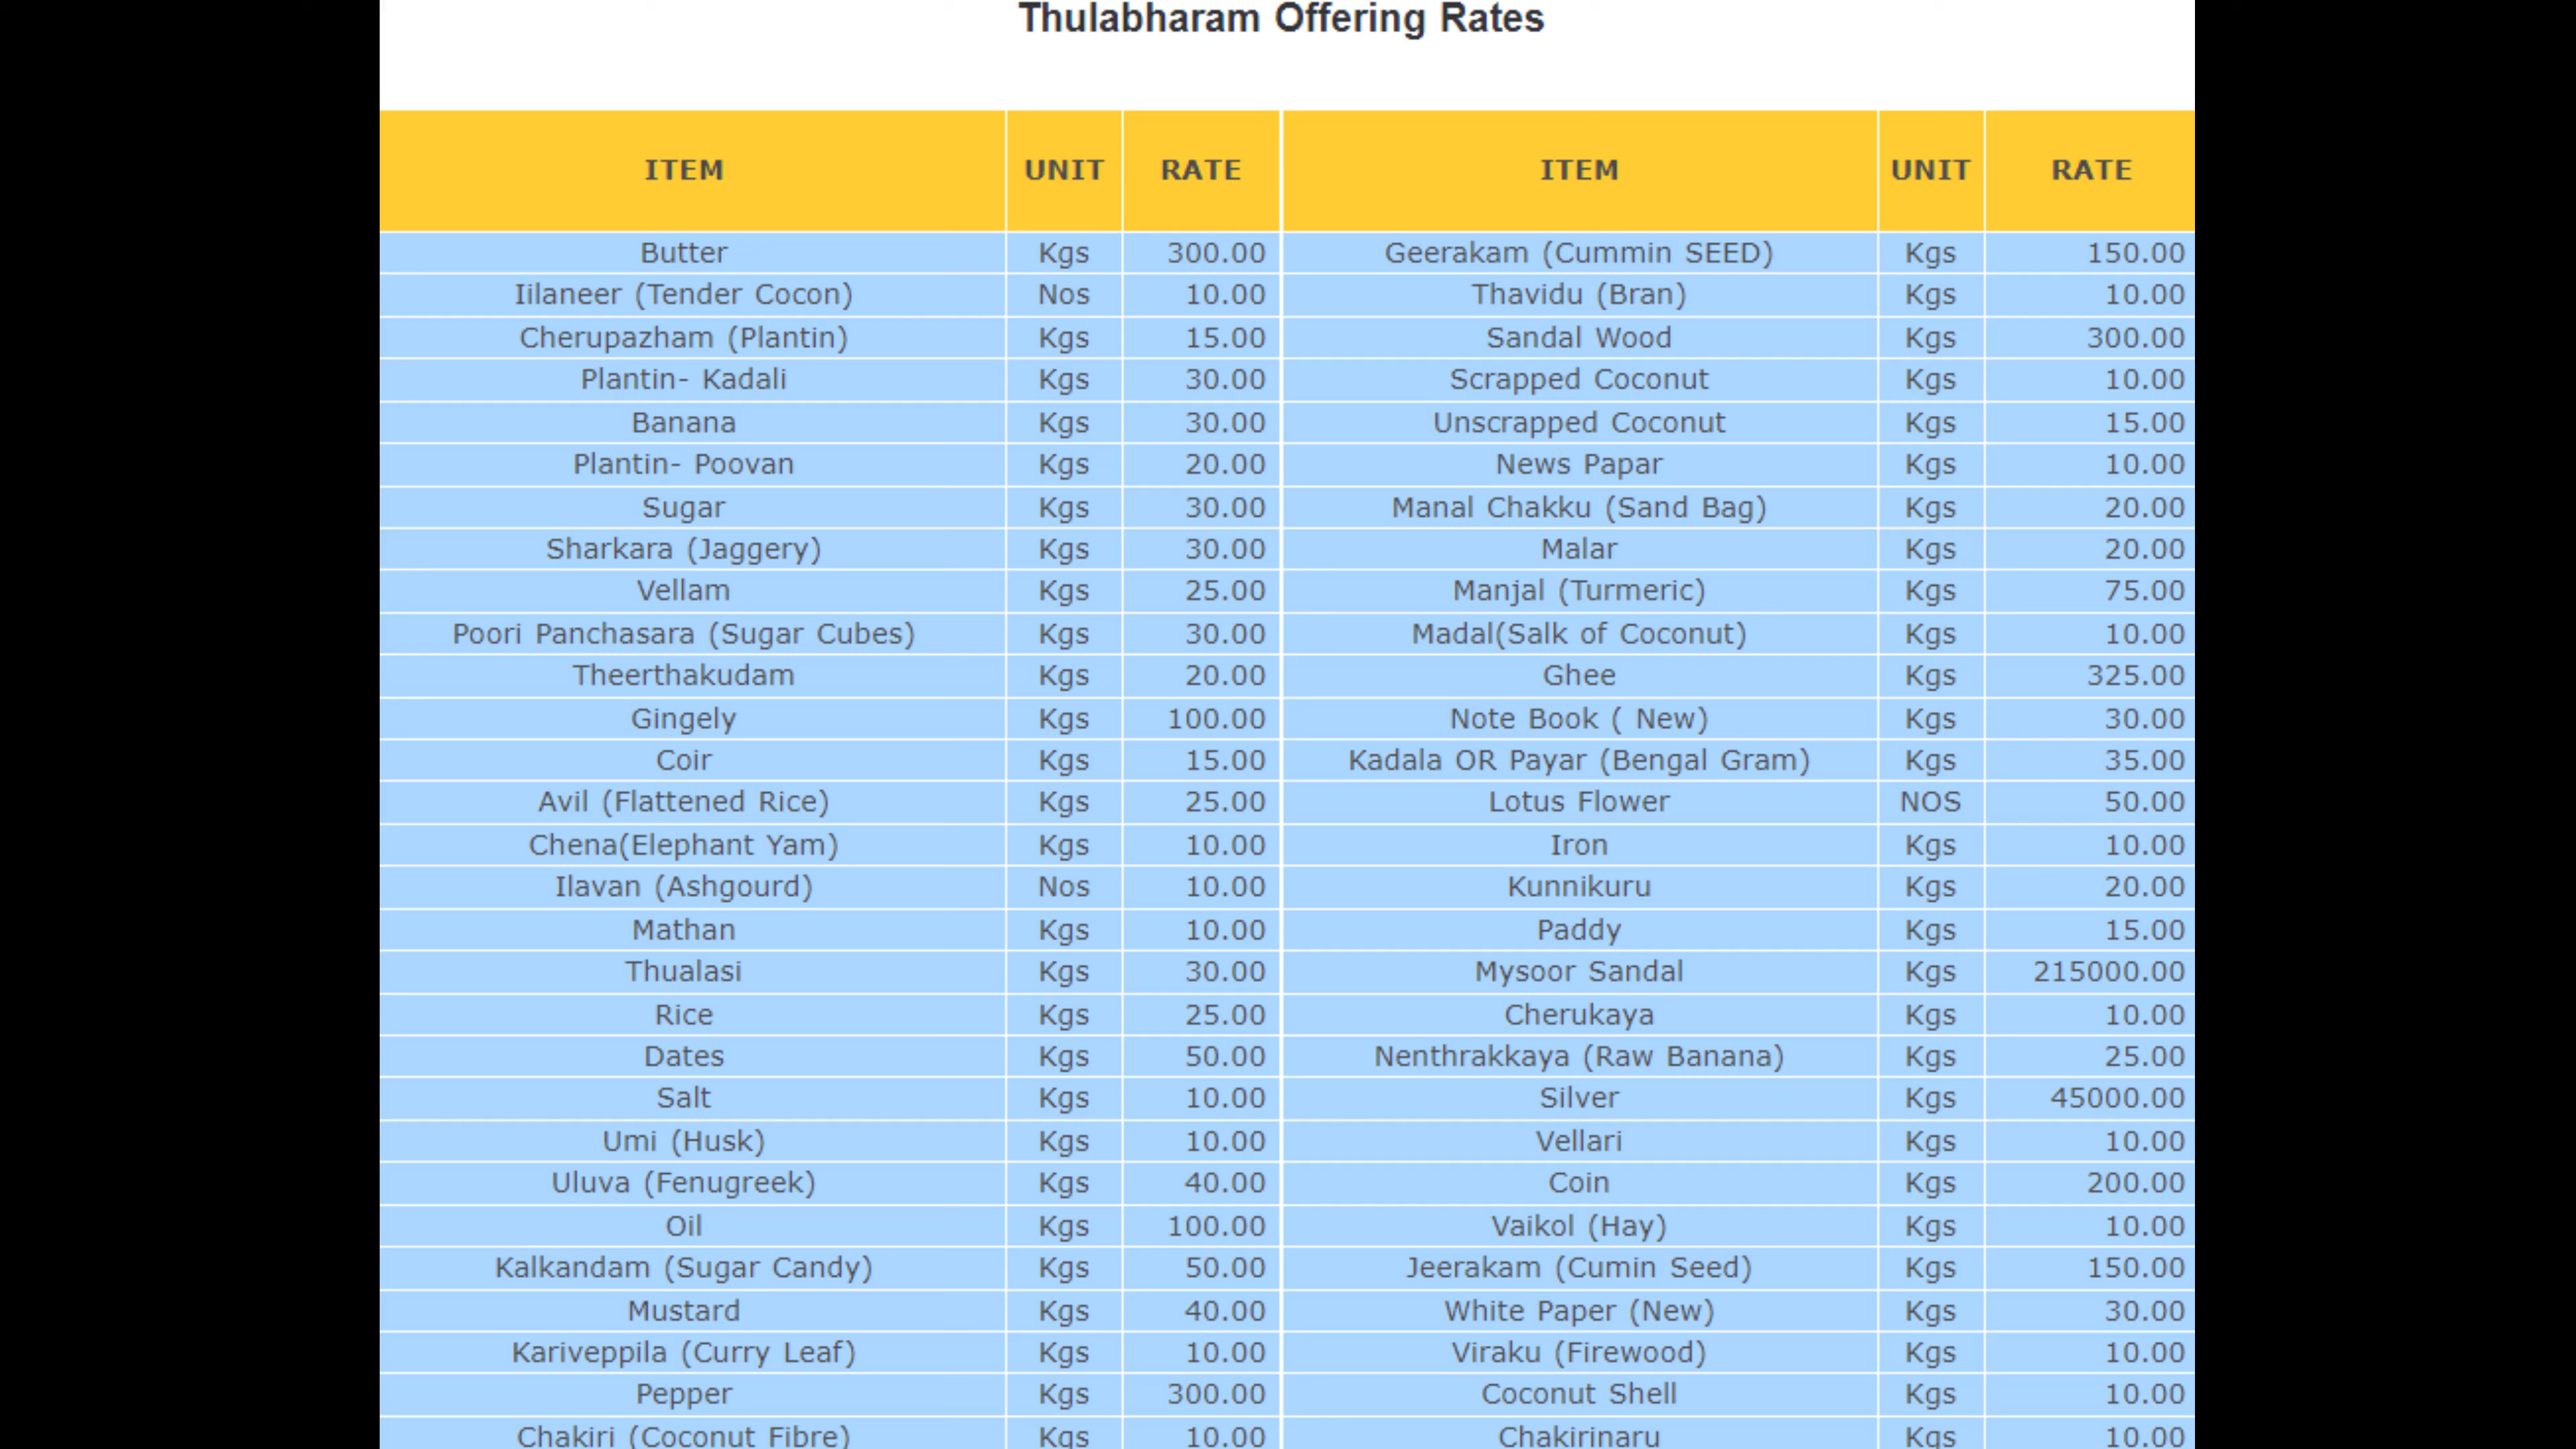 Thulabharam Offering Rates
ITEM UNIT RATE ITEM UNIT RATE
Butter Kgs 300.00 Geerakam (Cummin SEED) Kgs 150.00
Iilaneer (Tender Cocon) Nos 10.00 Thavidu (Bran) Kgs 10.00
Cherupazham (Plantin) Kgs 15.00 Sandal Wood Kgs 300.00
Plantin- Kadali Kgs 30.00 Scrapped Coconut Kgs 10.00
Banana Kgs 30.00 Unscrapped Coconut Kgs 15.00
Plantin- Poovan Kgs 20.00 News Papar Kgs 10.00
Sugar Kgs 30.00 Manal Chakku (Sand Bag) Kgs 20.00
Sharkara (Jaggery) Kgs 30.00 Malar Kgs 20.00
Vellam Kgs 25.00 Manjal (Turmeric) Kgs 75.00
Poori Panchasara (Sugar Cubes) Kgs 30.00 Madal(Salk of Coconut) Kgs 10.00
Theerthakudam Kgs 20.00 Ghee Kgs 325.00
Gingely Kgs 100.00 Note Book ( New) Kgs 30.00
Coir Kgs 15.00 Kadala OR Payar (Bengal Gram) Kgs 35.00
Avil (Flattened Rice) Kgs 25.00 Lotus Flower NOS 50.00
Chena(Elephant Yam) Kgs 10.00 Iron Kgs 10.00
Ilavan (Ashgourd) Nos 10.00 Kunnikuru Kgs 20.00
Mathan Kgs 10.00 Paddy Kgs 15.00
Thualasi Kgs 30.00 Mysoor Sandal Kgs 215000.00
Rice Kgs 25.00 Cherukaya Kgs 10.00
Dates Kgs 50.00 Nenthrakkaya (Raw Banana) Kgs 25.00
Salt Kgs 10.00 Silver Kgs 45000.00
Umi (Husk) Kgs 10.00 Vellari Kgs 10.00
Uluva (Fenugreek) Kgs 40.00 Coin Kgs 200.00
Oil Kgs 100.00 Vaikol (Hay) Kgs 10.00
Kalkandam (Sugar Candy) Kgs 50.00 Jeerakam (Cumin Seed) Kgs 150.00
Mustard Kgs 40.00 White Paper (New) Kgs 30.00
Kariveppila (Curry Leaf) Kgs 10.00 Viraku (Firewood) Kgs 10.00
Pepper Kgs 300.00 Coconut Shell Kgs 10.00
Chakiri (Coconut Fibre) Kgs 10.00 Chakirinaru Kgs 10.00